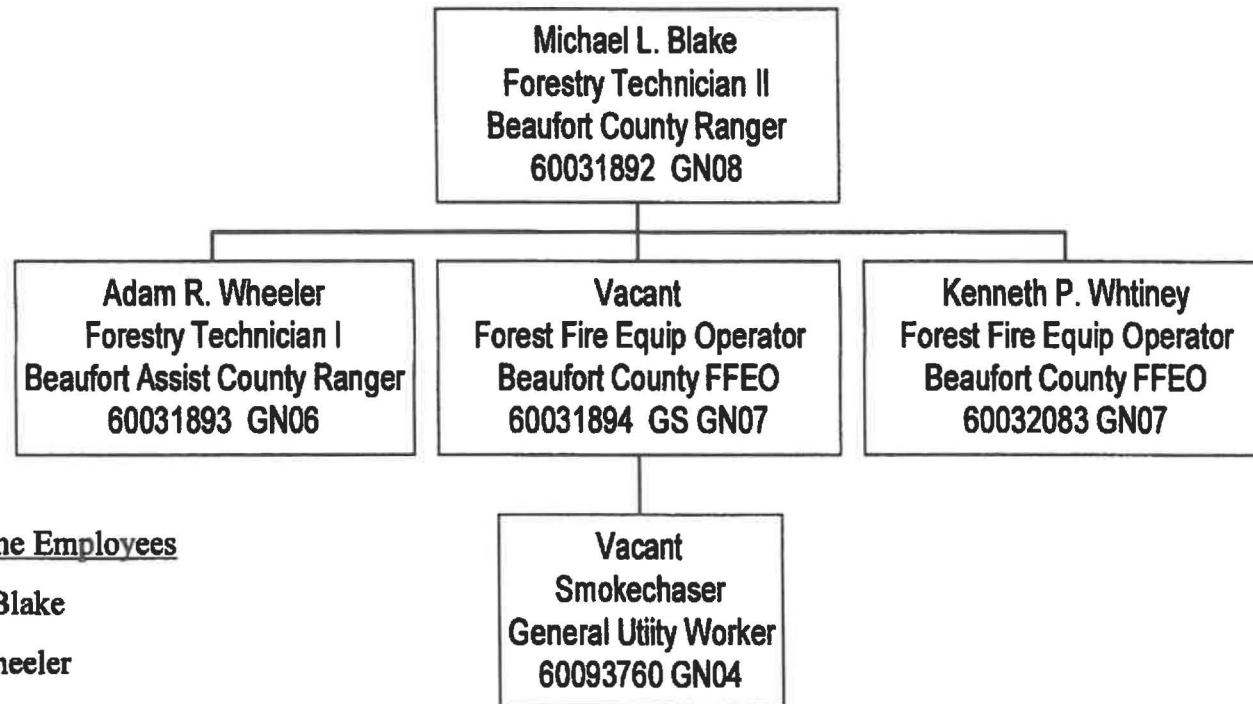 Michael L. Blake
Forestry Technician II
Beaufort County Ranger
60031892 GN08
Adam R. Wheeler
Forestry Technician I
Beaufort Assist County Ranger
60031893 GN06
Vacant
Forest Fire Equip Operator
Beaufort County FFEO
60031894 GS GN07
Kenneth P. Whtiney
Forest Fire Equip Operator
Beaufort County FFEO
60032083 GN07
Vacant
Smokechaser
General Utiity Worker
60093760 GN04
Employees
Blake